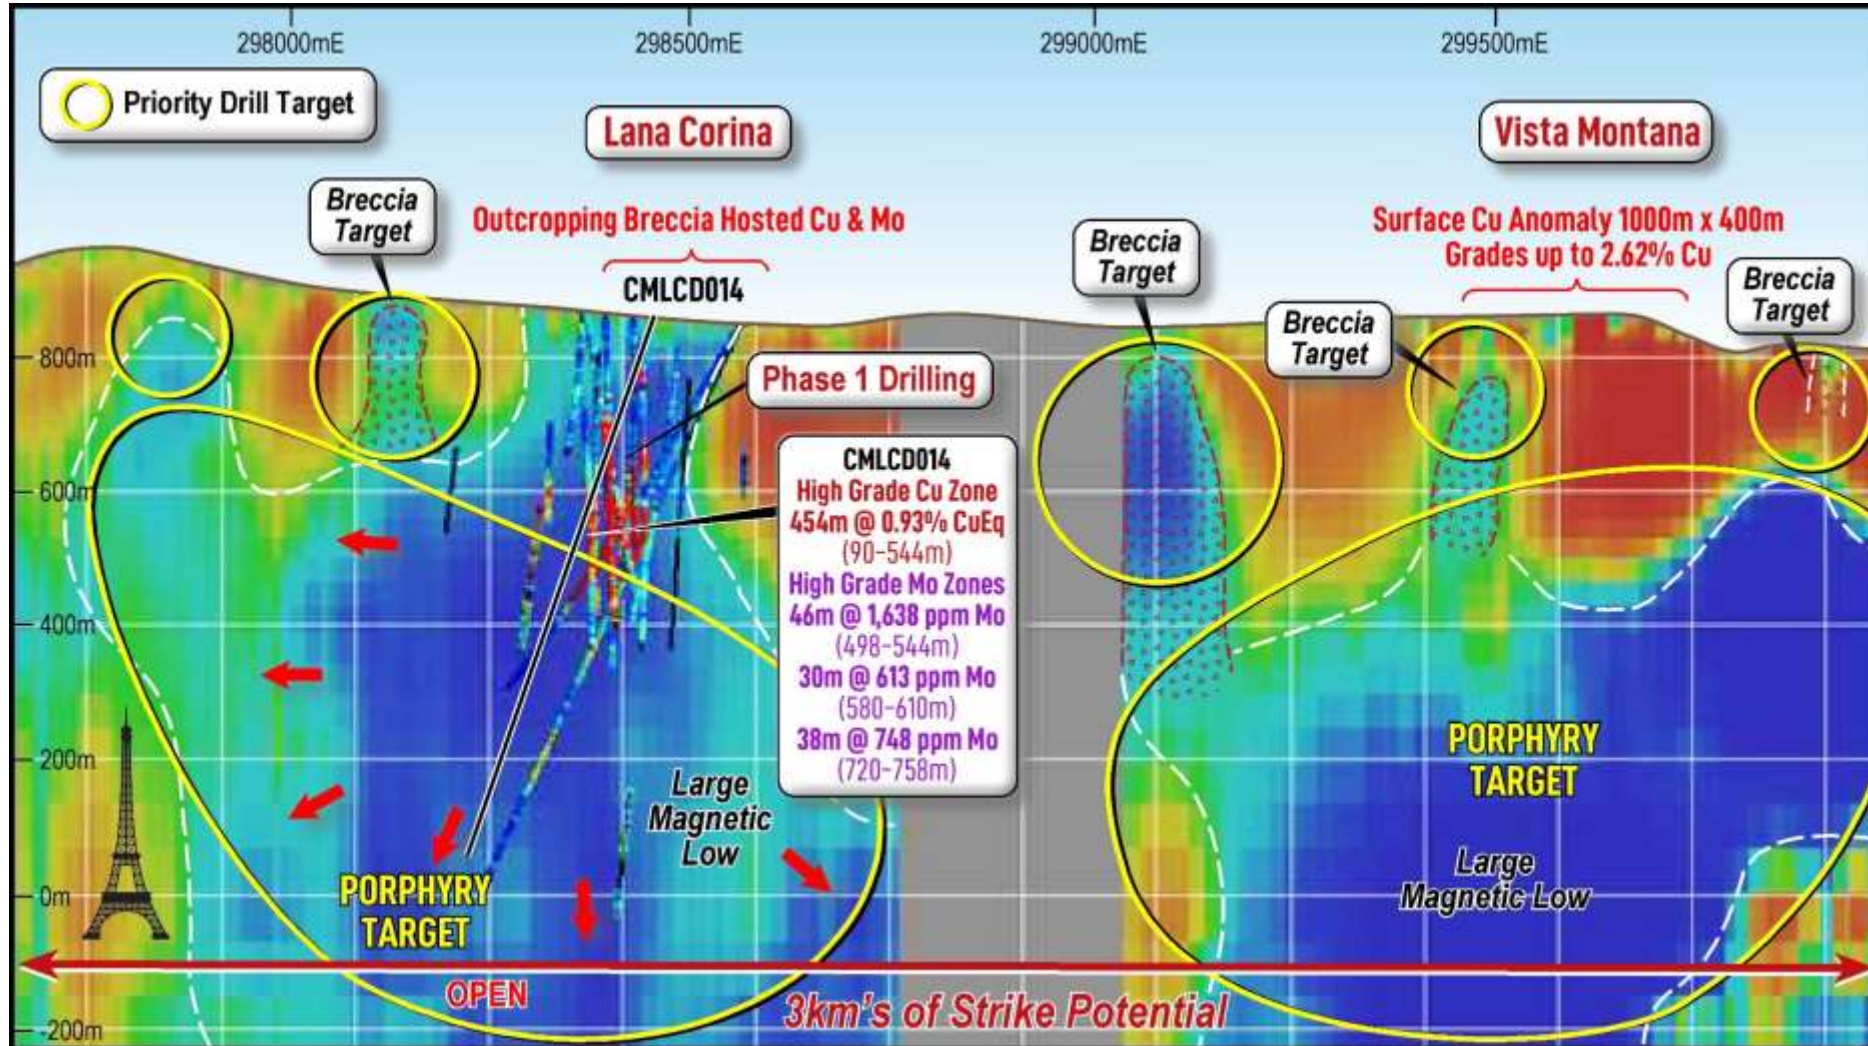 298000mE
298500mE
299000mE
299500mE
Priority Drill Target
Lana Corina
Vista Montana
Breccia
Target
Outcropping Breccia Hosted Cu & Mo
CMLCD014
Breccia
Target
Surface Cu Anomaly 1000m x 400m
Grades up to 2.62% Cu
Breccia
Target
Breccia
Target
800m
600m
400m
200m
0m
-200m
Phase 1 Drilling
CMLCD014
High Grade Cu Zone
454m @ 0.93% CuEq
(90-544m)
High Grade Mo Zones
46m @ 1,638 ppm Mo
(498-544m)
30m @ 613 ppm Mo
(580-610m)
38m @ 748 ppm Mo
(720-758m)
Large
Magnetic
Low
PORPHYRY
TARGET
PORPHYRY
TARGET
Large
Magnetic Low
OPEN
3km's of Strike Potential